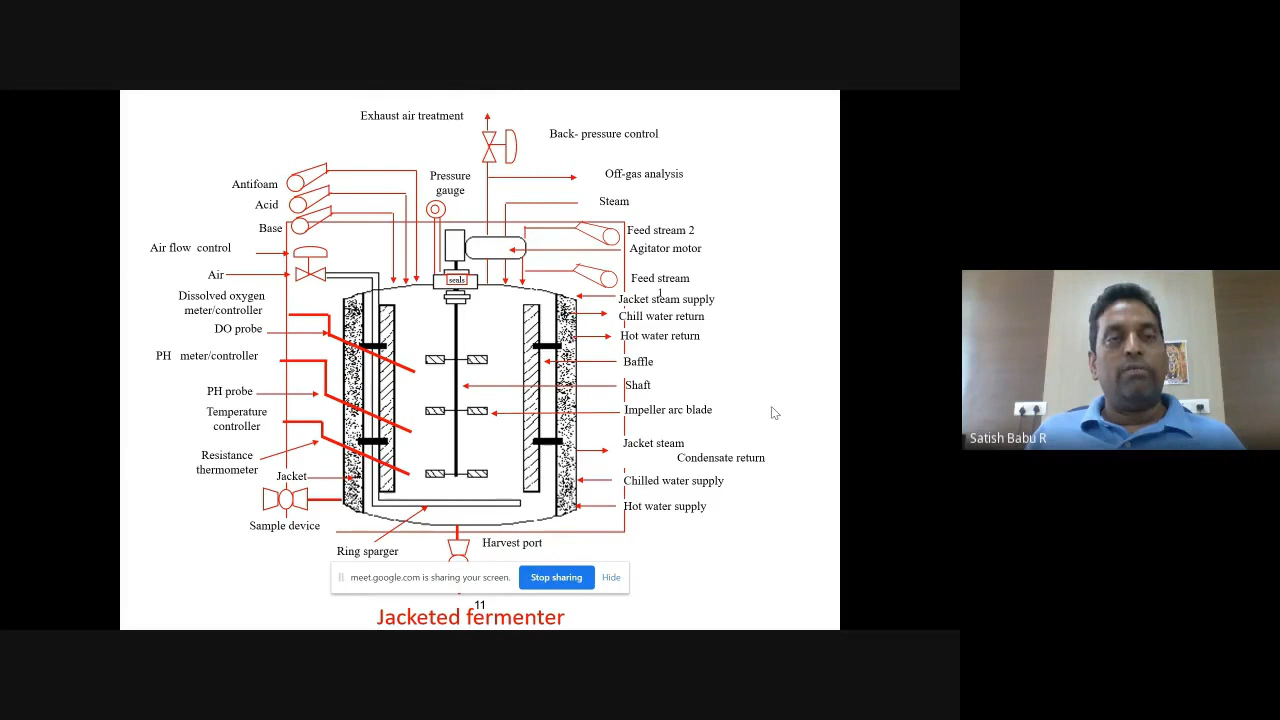 Exhaust air treatment
Back- pressure control
Pressure
gauge
Off-gas analysis
Antifoam
Steam
Acid
Base
Feed stream 2
Air flow control
Agitator motor
Air
seals
Feed stream
1
Dissolved oxygen
meter/controller
Jacket steam supply
Chill water return
DO probe
Hot water return
PH meter/controller
Baffle
Shaft
PH probe
Temperature
controller
Impeller arc blade
Jacket steam
Condensate return
Resistance
thermometer
Jacket
Chilled water supply
Hot water supply
Sample device
Ring sparger
Harvest port
meet.google.com is sharing your screen.
Stop sharing
Hide
11
Jacketed fermenter
Satish Babu R